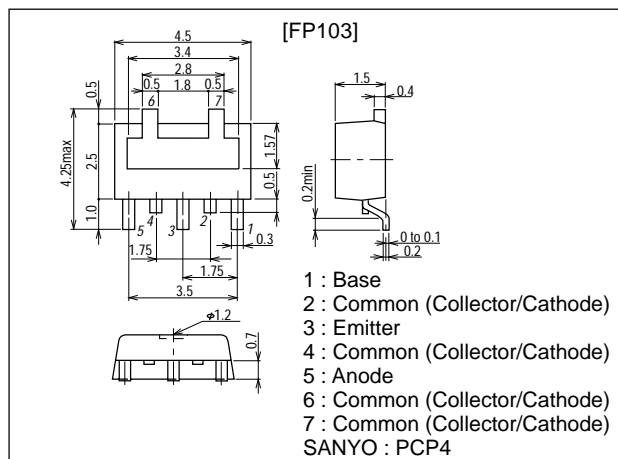 [FP103]
4.5
3.4
2.8
0.5 1.8 0.5
6 7
0.5
4.25max
2.5
1.0
1.57
0.5
5 4 3 2 1
0.3
1.75
1.75
3.5
1.5
0.4
0.2min
0 to 0.1
0.2
φ1.2
0.7
1 : Base
2 : Common (Collector/Cathode)
3 : Emitter
4 : Common (Collector/Cathode)
5 : Anode
6 : Common (Collector/Cathode)
7 : Common (Collector/Cathode)
SANYO : PCP4